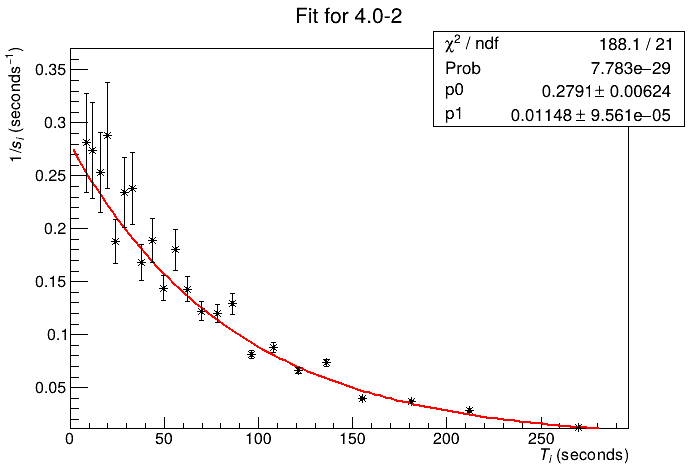 Fit for 4.0-2
χ² / ndf 188.1 / 21
Prob 7.783e−29
p0 0.2791 ± 0.00624
p1 0.01148 ± 9.561e−05
1/sᵢ (seconds⁻¹)
0.35
0.3
0.25
0.2
0.15
0.1
0.05
0 50 100 150 200 250
Tᵢ (seconds)